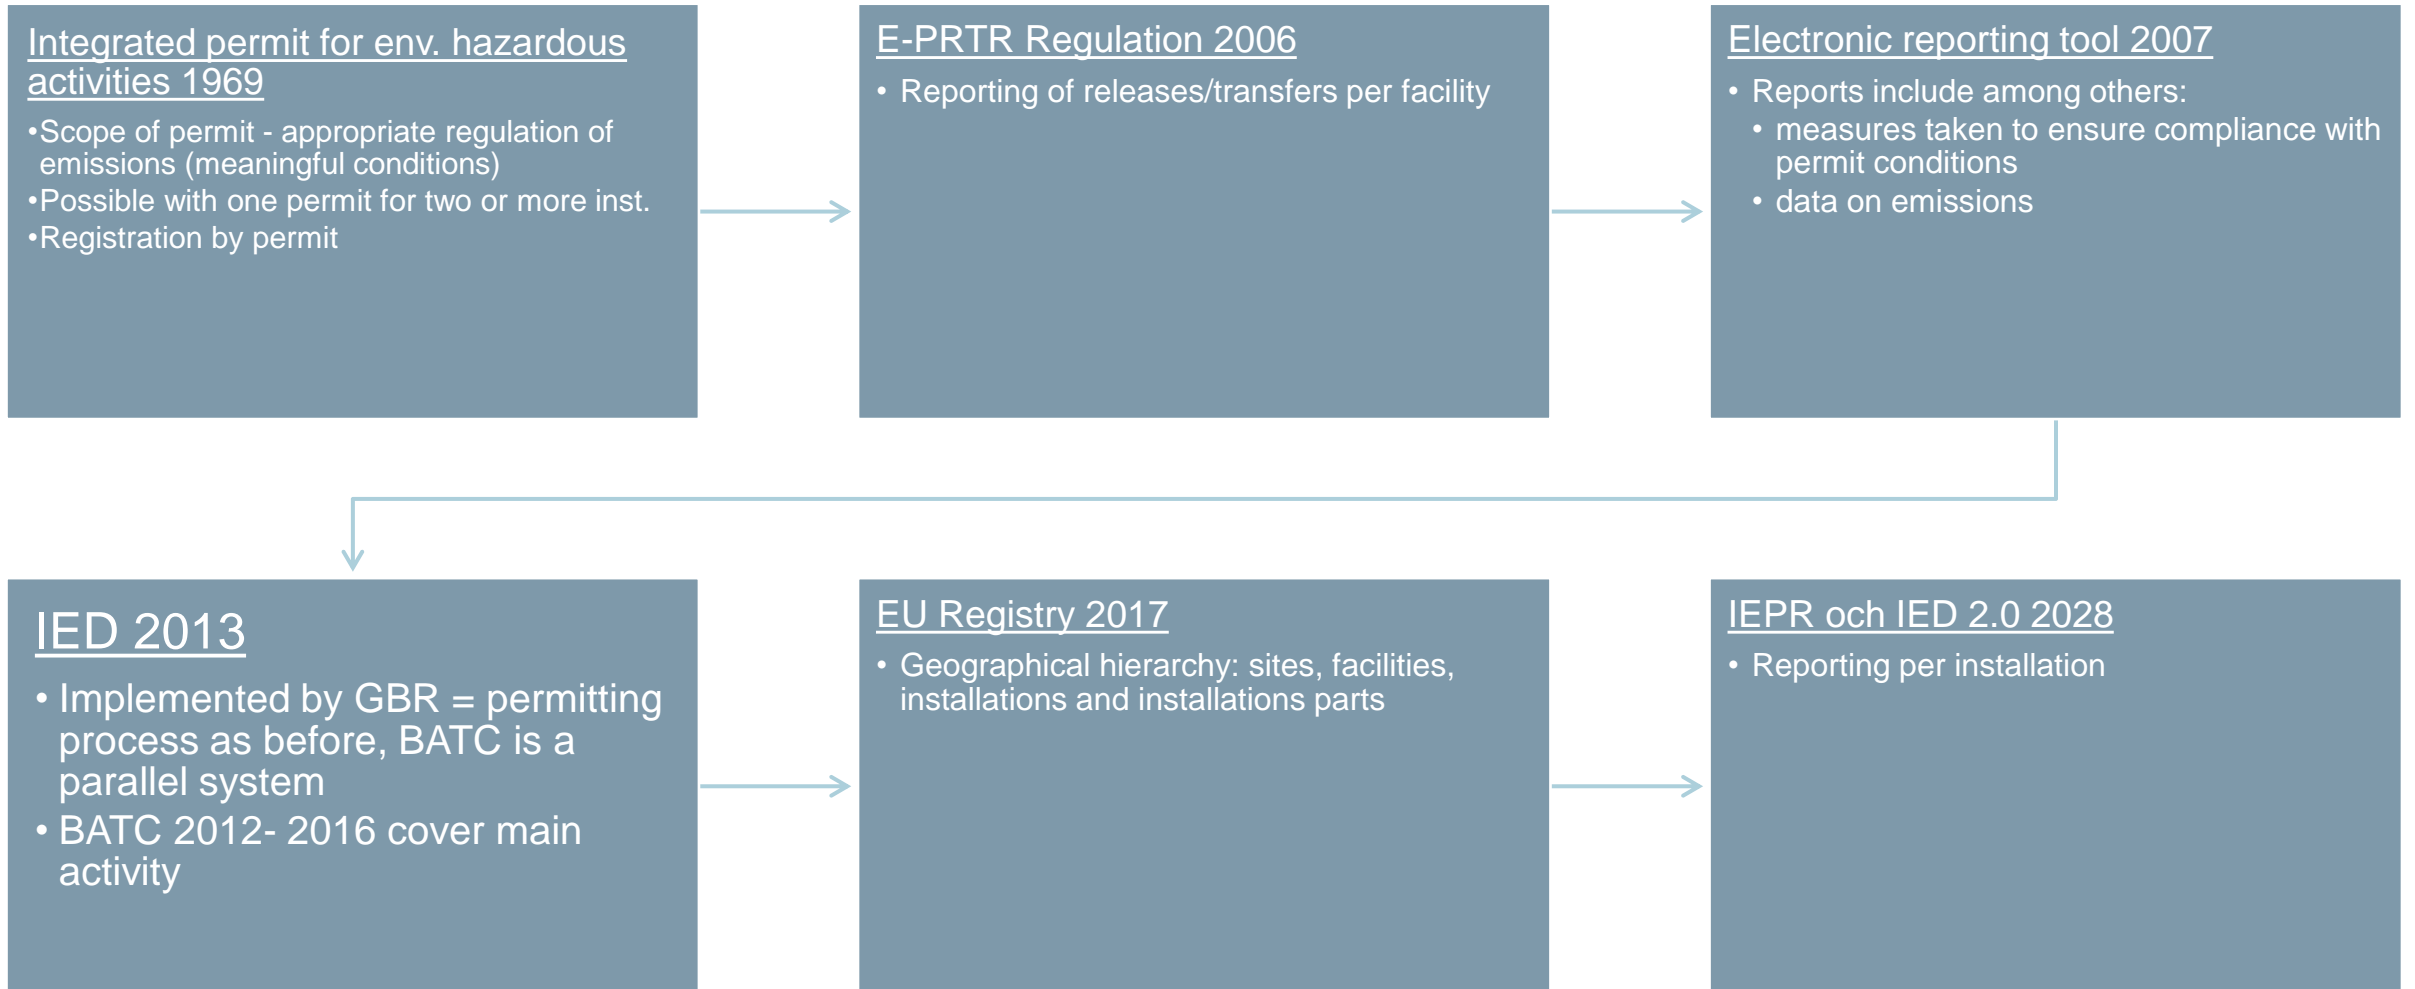 Integrated permit for env. hazardous
activities 1969
•Scope of permit - appropriate regulation of
emissions (meaningful conditions)
•Possible with one permit for two or more inst.
•Registration by permit
E-PRTR Regulation 2006
• Reporting of releases/transfers per facility
Electronic reporting tool 2007
• Reports include among others:
• measures taken to ensure compliance with
permit conditions
• data on emissions
IED 2013
• Implemented by GBR = permitting
process as before, BATC is a
parallel system
• BATC 2012- 2016 cover main
activity
EU Registry 2017
• Geographical hierarchy: sites, facilities,
installations and installations parts
IEPR och IED 2.0 2028
• Reporting per installation